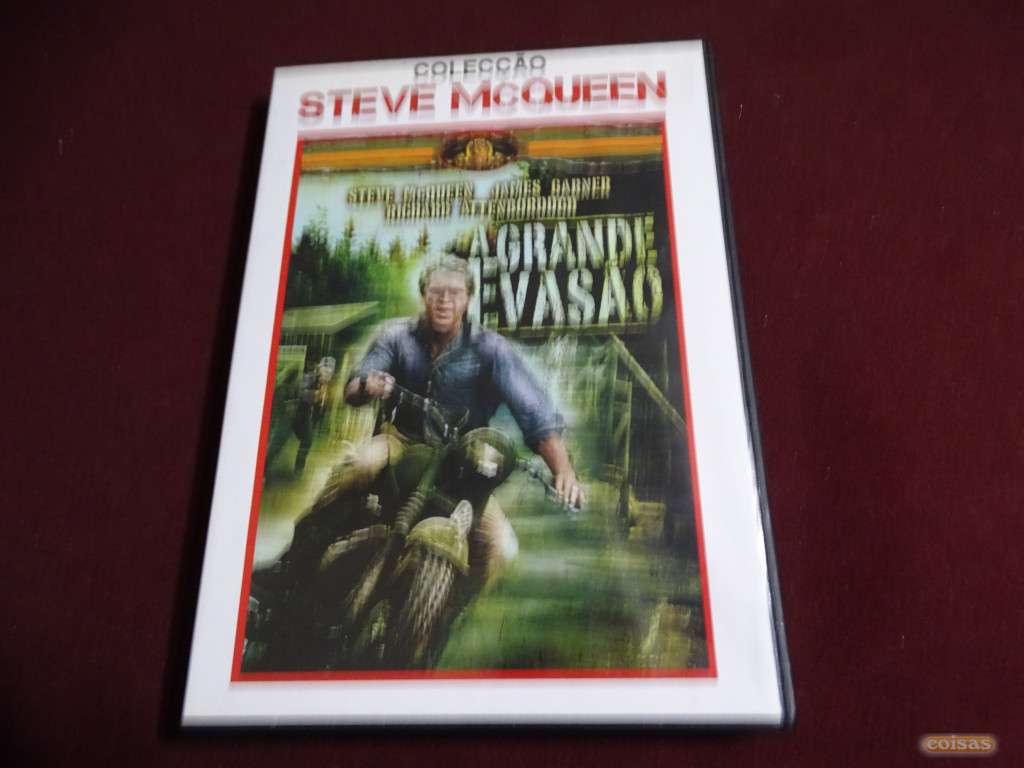 COLECÇÃO
STEVE McQUEEN
STEVE McQUEEN JAMES GARNER
RICHARD ATTENBOROUGH
A GRANDE
EVASÃO
coisas